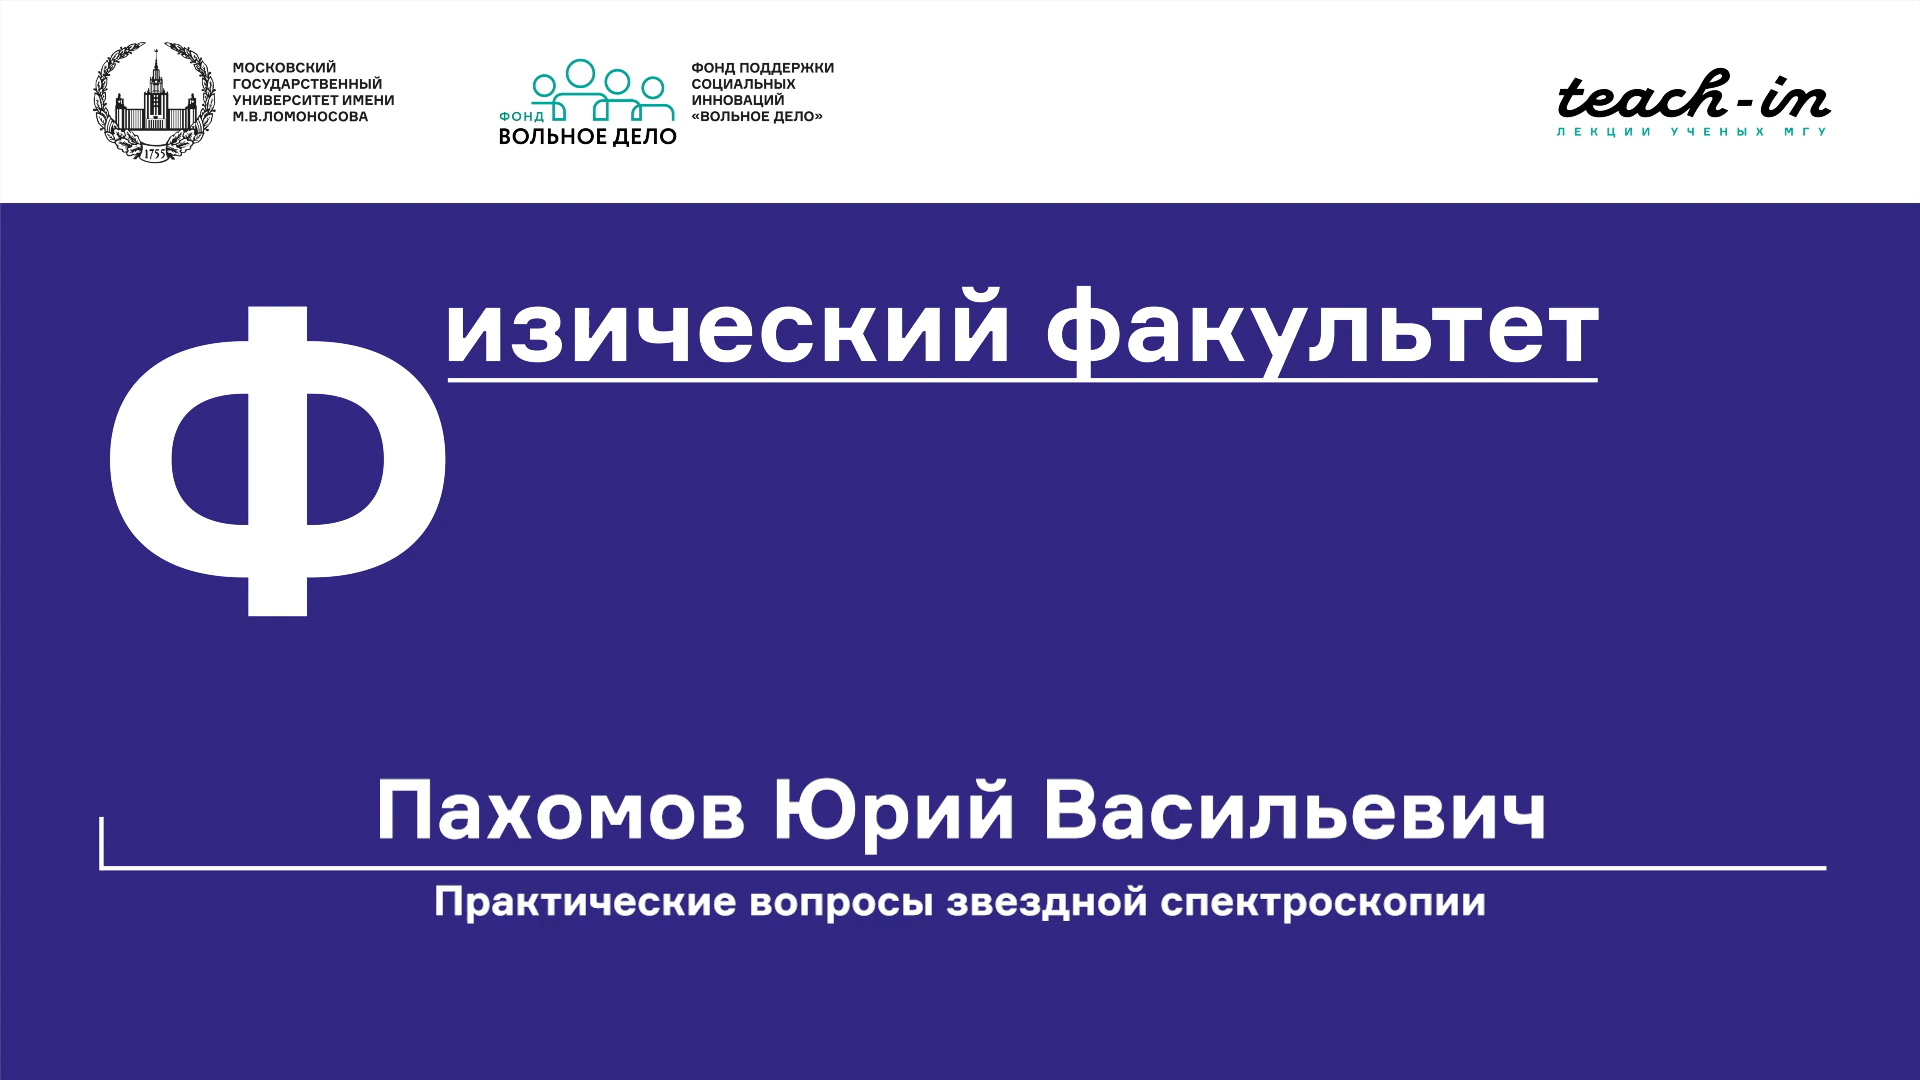 МОСКОВСКИЙ
ГОСУДАРСТВЕННЫЙ
УНИВЕРСИТЕТ ИМЕНИ
М.В.ЛОМОНОСОВА
1755
ФОНД
ВОЛЬНОЕ ДЕЛО
ФОНД ПОДДЕРЖКИ
СОЦИАЛЬНЫХ
ИННОВАЦИЙ
«ВОЛЬНОЕ ДЕЛО»
teach-in
ЛЕКЦИИ УЧЕНЫХ МГУ
Физический факультет
Пахомов Юрий Васильевич
Практические вопросы звездной спектроскопии